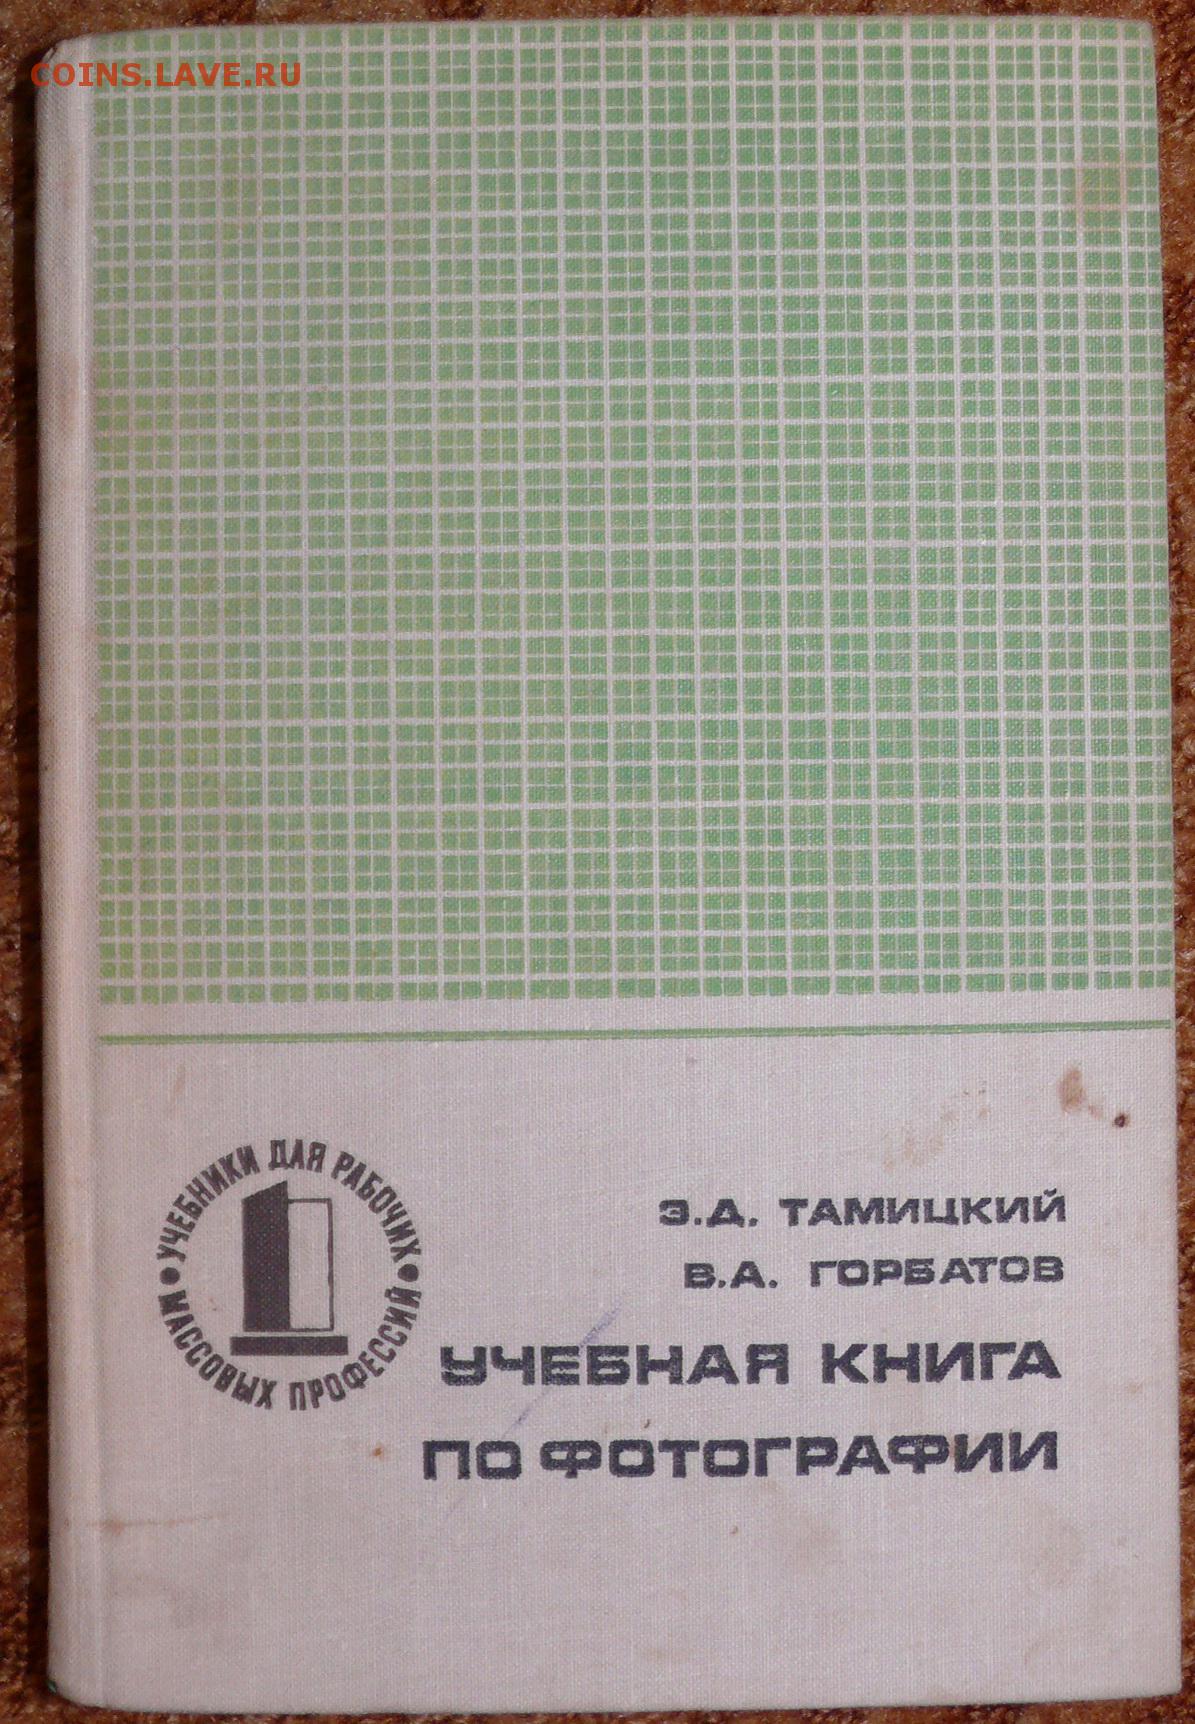 COINS.LAVE.RU
• УЧЕБНИКИ ДЛЯ РАБОЧИХ •
МАССОВЫХ ПРОФЕССИЙ
Э.Д. ТАМИЦКИЙ
В.А. ГОРБАТОВ
УЧЕБНАЯ КНИГА
ПО ФОТОГРАФИИ